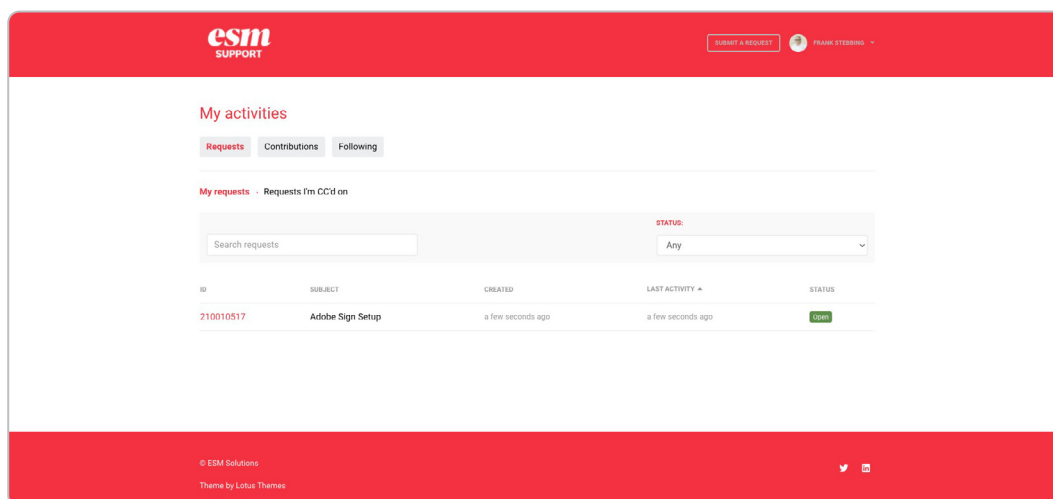 esm
SUPPORT
SUBMIT A REQUEST
FRANK STEBBING
My activities
Requests Contributions Following
My requests · Requests I'm CC'd on
STATUS:
Search requests Any
ID SUBJECT CREATED LAST ACTIVITY ▲ STATUS
210010517 Adobe Sign Setup a few seconds ago a few seconds ago Open
© ESM Solutions
Theme by Lotus Themes